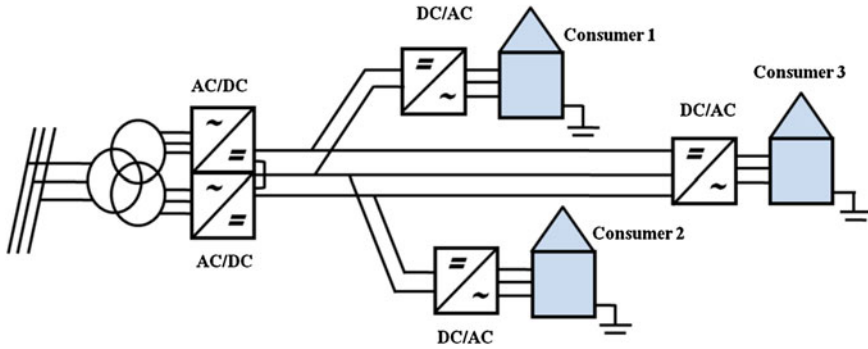 DC/AC
Consumer 1
Consumer 3
AC/DC
DC/AC
~
=
=
~
~
=
=
~
~
=
Consumer 2
=
~
AC/DC
DC/AC